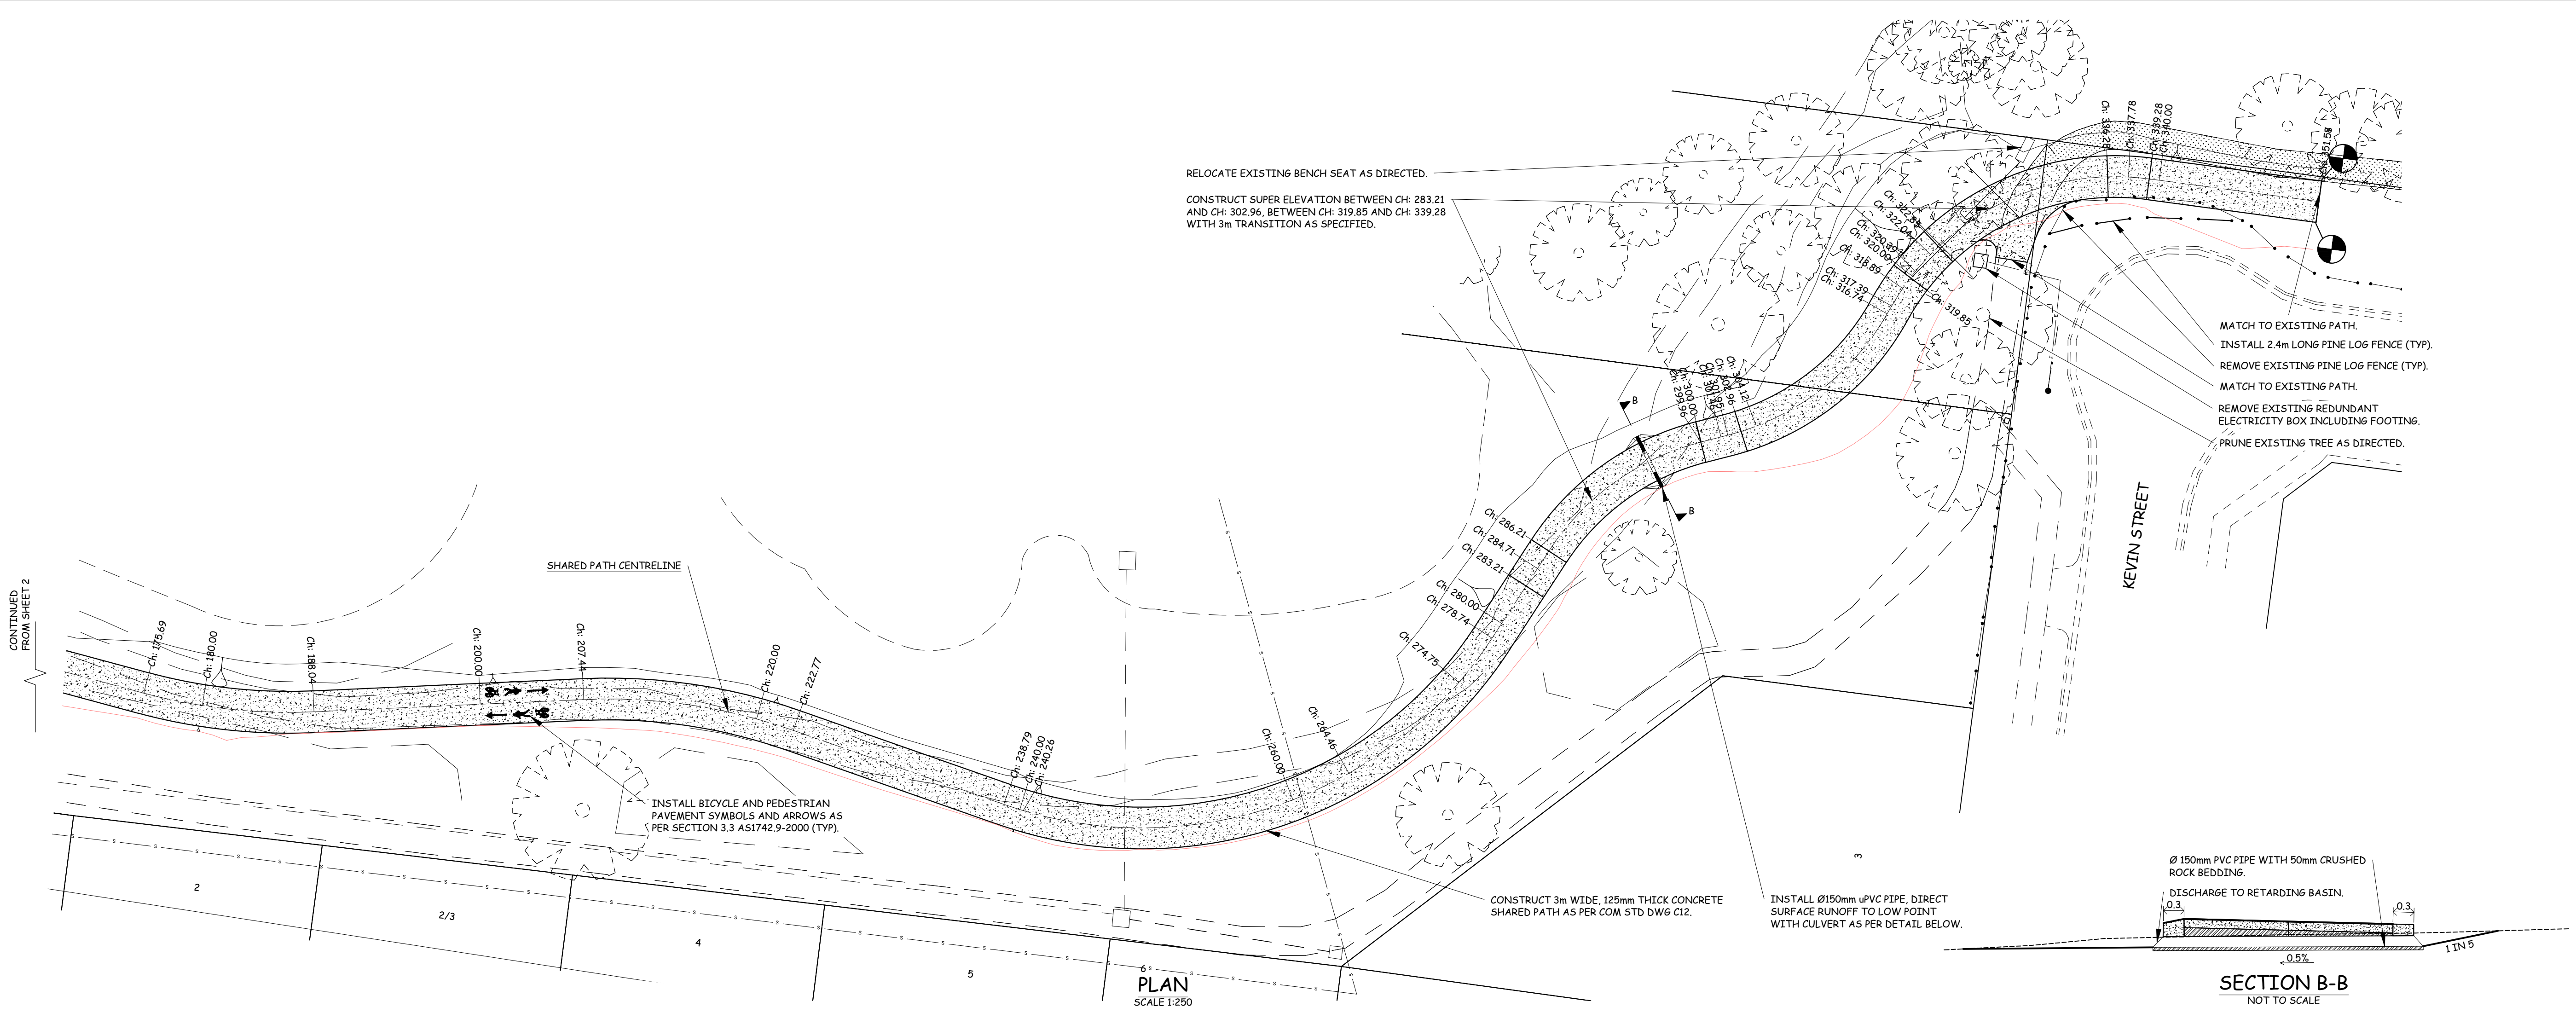 RELOCATE EXISTING BENCH SEAT AS DIRECTED.
CONSTRUCT SUPER ELEVATION BETWEEN CH: 283.21
AND CH: 302.96, BETWEEN CH: 319.85 AND CH: 339.28
WITH 3m TRANSITION AS SPECIFIED.
Ch: 337.78
Ch: 339.28
Ch: 340.00
Ch: 322.04
Ch: 320.00
Ch: 317.39
Ch: 316.74
Ch: 319.85
MATCH TO EXISTING PATH.
INSTALL 2.4m LONG PINE LOG FENCE (TYP).
REMOVE EXISTING PINE LOG FENCE (TYP).
MATCH TO EXISTING PATH.
REMOVE EXISTING REDUNDANT
ELECTRICITY BOX INCLUDING FOOTING.
PRUNE EXISTING TREE AS DIRECTED.
Ch: 299.96
Ch: 300.00
Ch: 302.96
B
B
KEVIN STREET
Ch: 286.21
Ch: 284.71
Ch: 283.21
Ch: 280.00
Ch: 278.74
Ch: 274.75
Ch: 264.46
Ch: 260.00
SHARED PATH CENTRELINE
CONTINUED
FROM SHEET 2
Ch: 175.69
Ch: 180.00
Ch: 188.04
Ch: 200.00
Ch: 207.44
Ch: 220.00
Ch: 222.77
Ch: 238.79
Ch: 240.00
Ch: 240.26
INSTALL BICYCLE AND PEDESTRIAN
PAVEMENT SYMBOLS AND ARROWS AS
PER SECTION 3.3 AS1742.9-2000 (TYP).
CONSTRUCT 3m WIDE, 125mm THICK CONCRETE
SHARED PATH AS PER COM STD DWG C12.
INSTALL Ø150mm uPVC PIPE, DIRECT
SURFACE RUNOFF TO LOW POINT
WITH CULVERT AS PER DETAIL BELOW.
3
2
2/3
4
5
6
PLAN
SCALE 1:250
Ø 150mm PVC PIPE WITH 50mm CRUSHED
ROCK BEDDING.
DISCHARGE TO RETARDING BASIN.
0.3
0.3
1 IN 5
0.5%
SECTION B-B
NOT TO SCALE